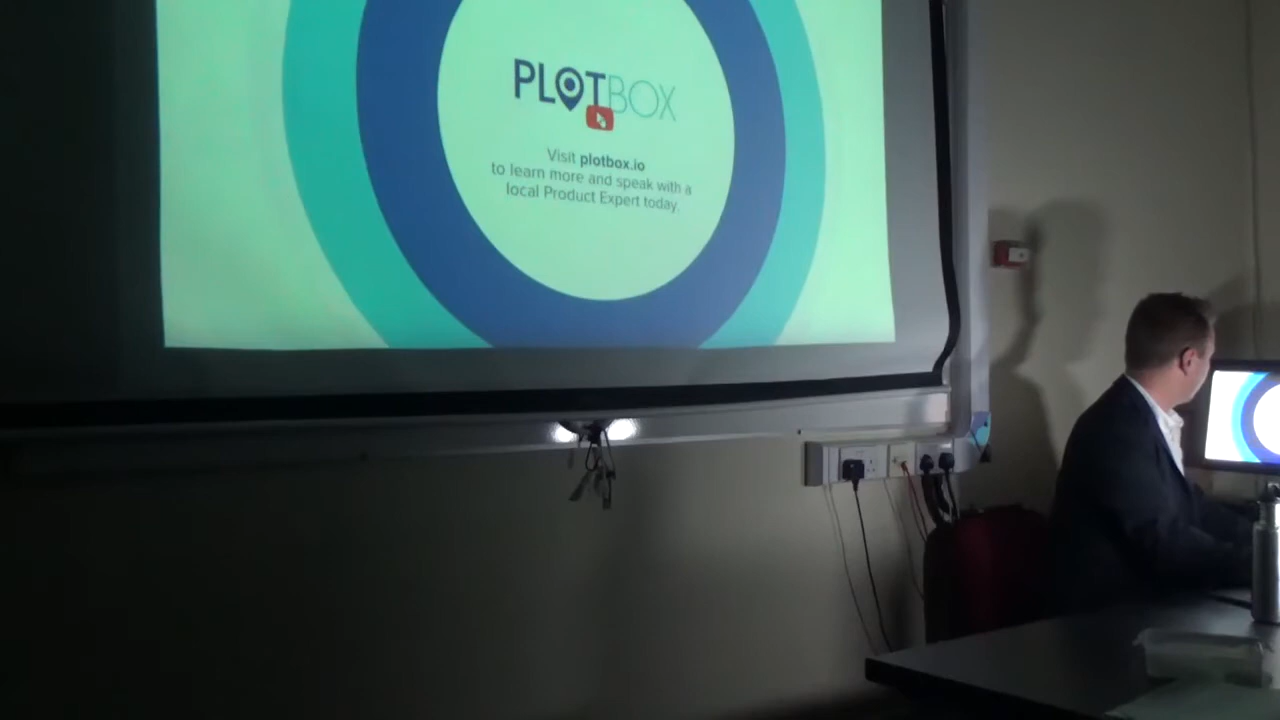 PLOTBOX
Visit plotbox.io
to learn more and speak with a
local Product Expert today.